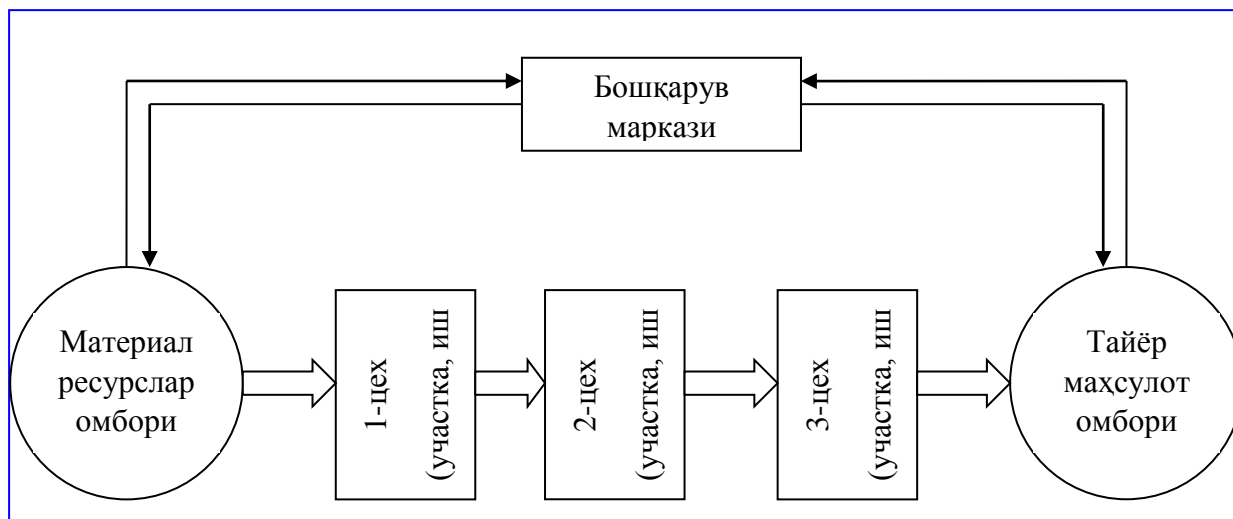 Бошқарув
маркази
Материал
ресурслар
омбори
1-цех
(участка, иш
2-цех
(участка, иш
3-цех
(участка, иш
Тайёр
маҳсулот
омбори